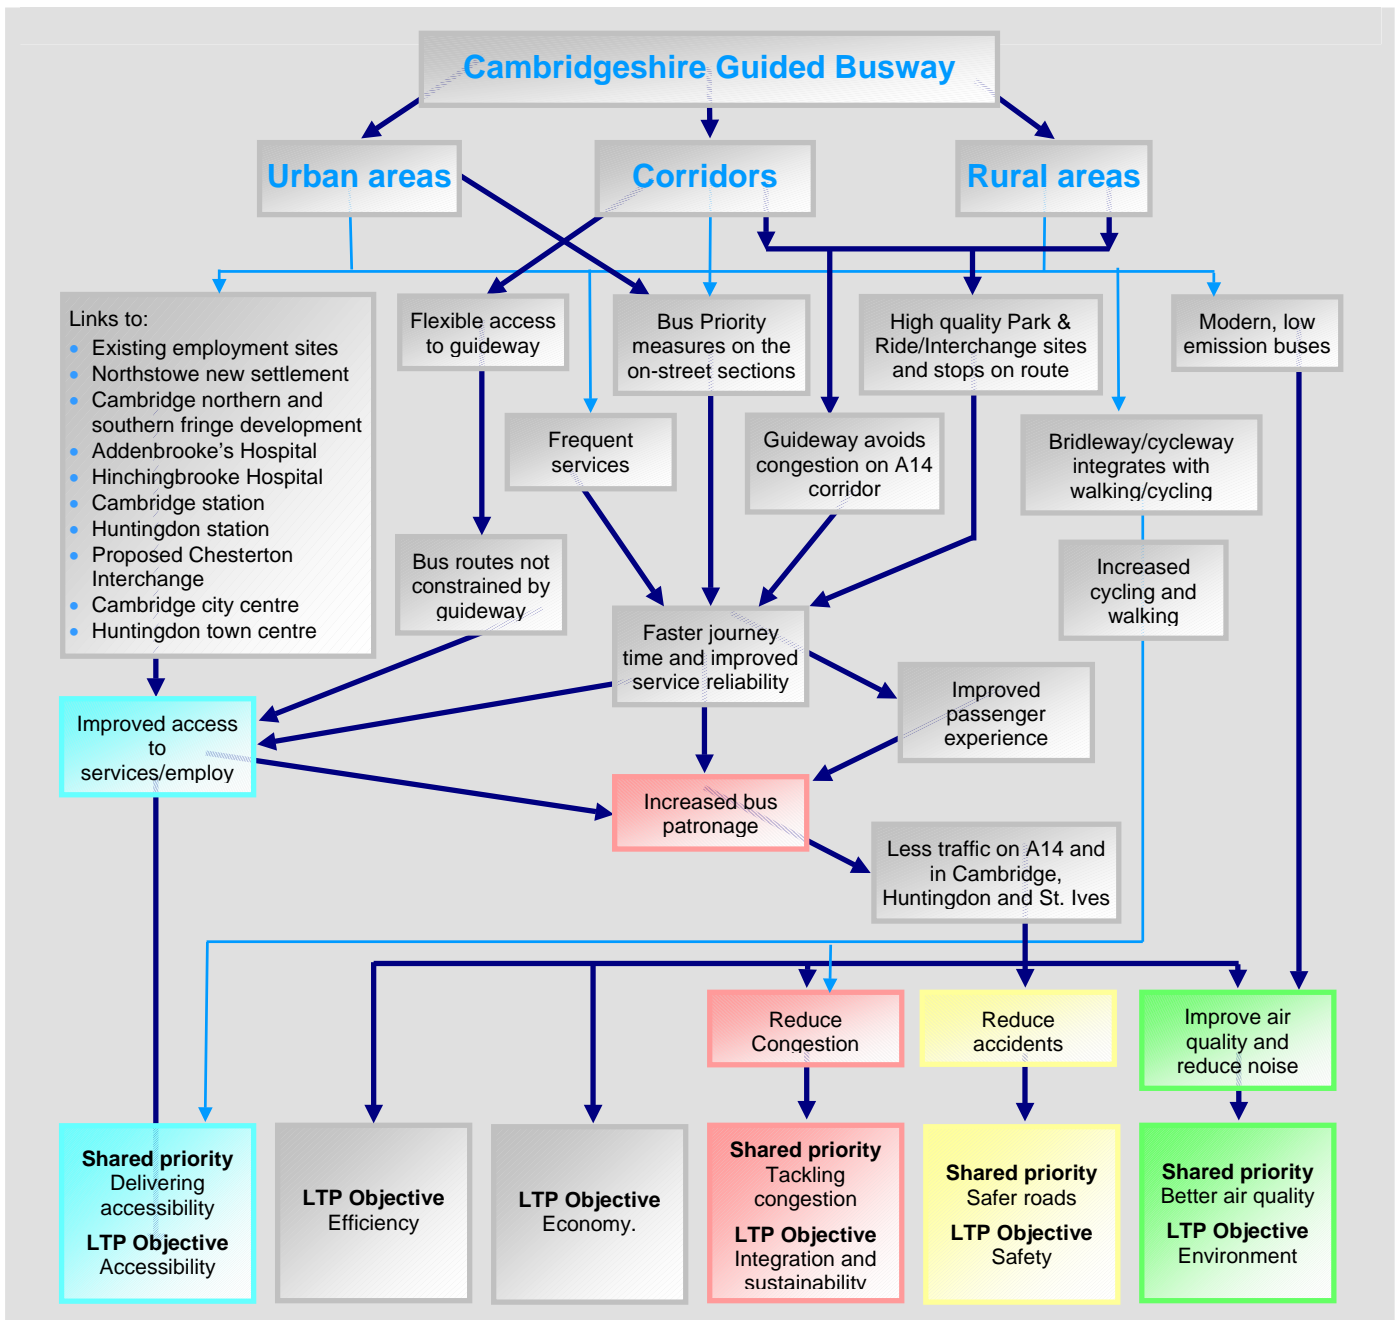 Cambridgeshire Guided Busway
Urban areas
Corridors
Rural areas
Links to:
• Existing employment sites
• Northstowe new settlement
• Cambridge northern and
southern fringe development
• Addenbrooke's Hospital
• Hinchingbrooke Hospital
• Cambridge station
• Huntingdon station
• Proposed Chesterton
Interchange
• Cambridge city centre
• Huntingdon town centre
Flexible access
to guideway
Bus Priority
measures on the
on-street sections
High quality Park &
Ride/Interchange sites
and stops on route
Modern, low
emission buses
Frequent
services
Guideway avoids
congestion on A14
corridor
Bridleway/cycleway
integrates with
walking/cycling
Bus routes not
constrained by
guideway
Increased
cycling and
walking
Faster journey
time and improved
service reliability
Improved
passenger
experience
Improved access
to
services/employ
Increased bus
patronage
Less traffic on A14 and
in Cambridge,
Huntingdon and St. Ives
Reduce
Congestion
Reduce
accidents
Improve air
quality and
reduce noise
Shared priority
Delivering
accessibility
LTP Objective
Accessibility
LTP Objective
Efficiency
LTP Objective
Economy.
Shared priority
Tackling
congestion
LTP Objective
Integration and
sustainability
Shared priority
Safer roads
LTP Objective
Safety
Shared priority
Better air quality
LTP Objective
Environment